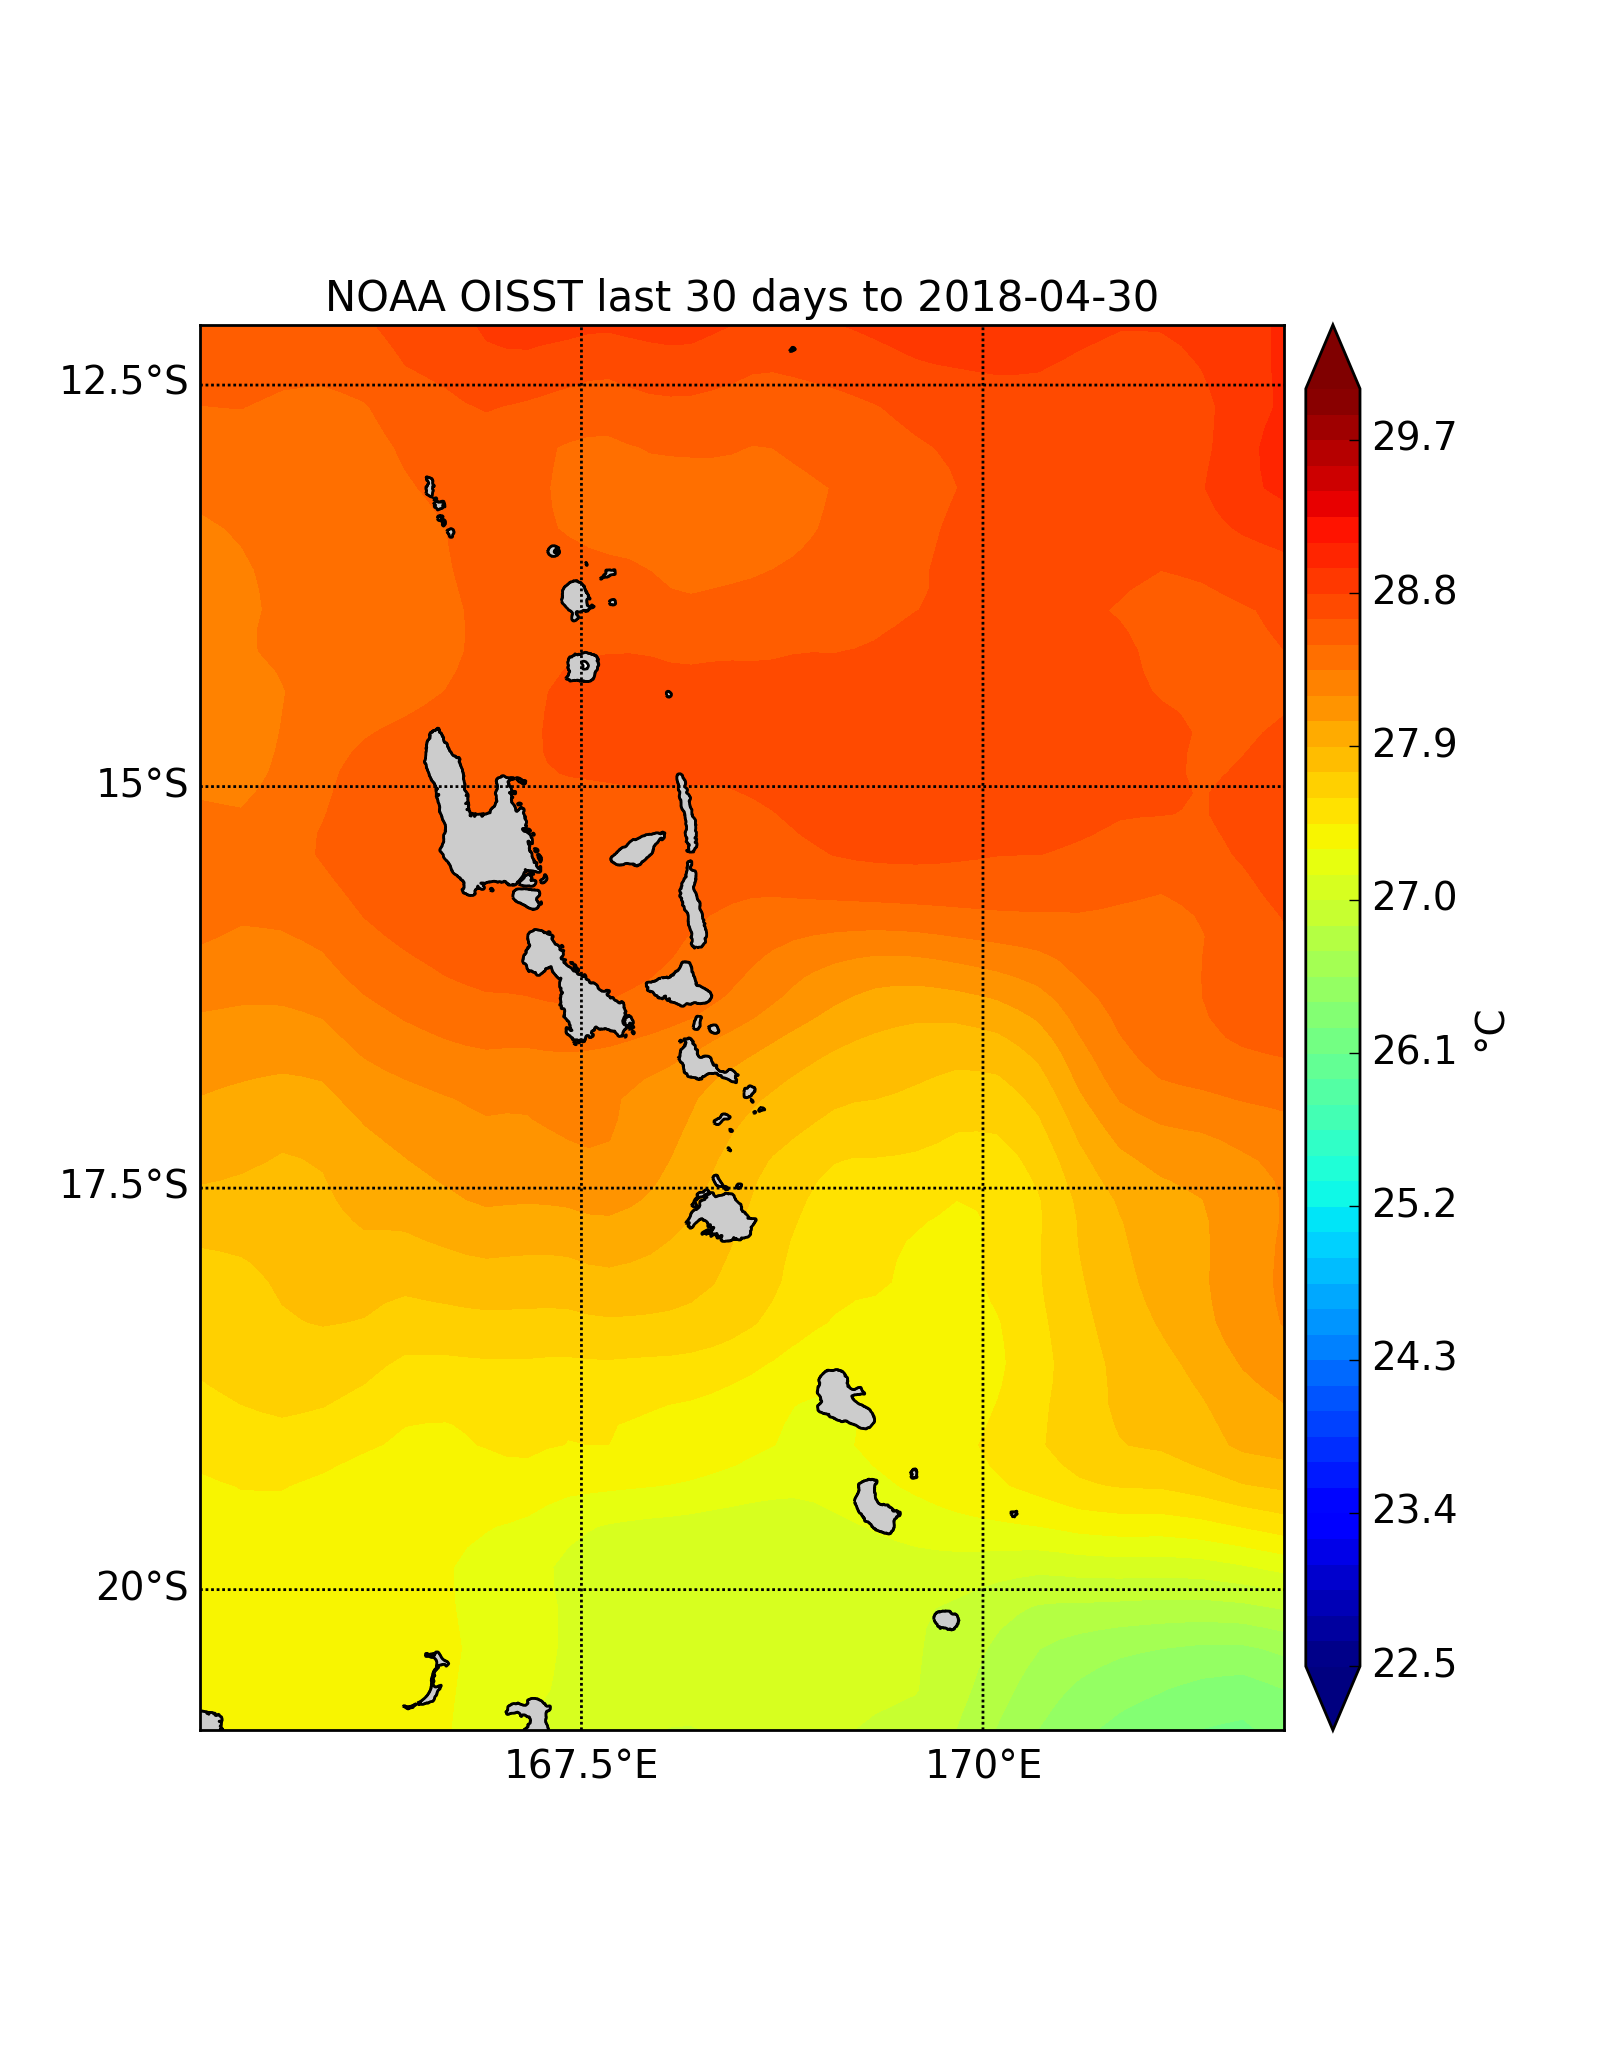 NOAA OISST last 30 days to 2018-04-30
12.5°S
15°S
17.5°S
20°S
167.5°E
170°E
29.7
28.8
27.9
27.0
26.1
25.2
24.3
23.4
22.5
°C